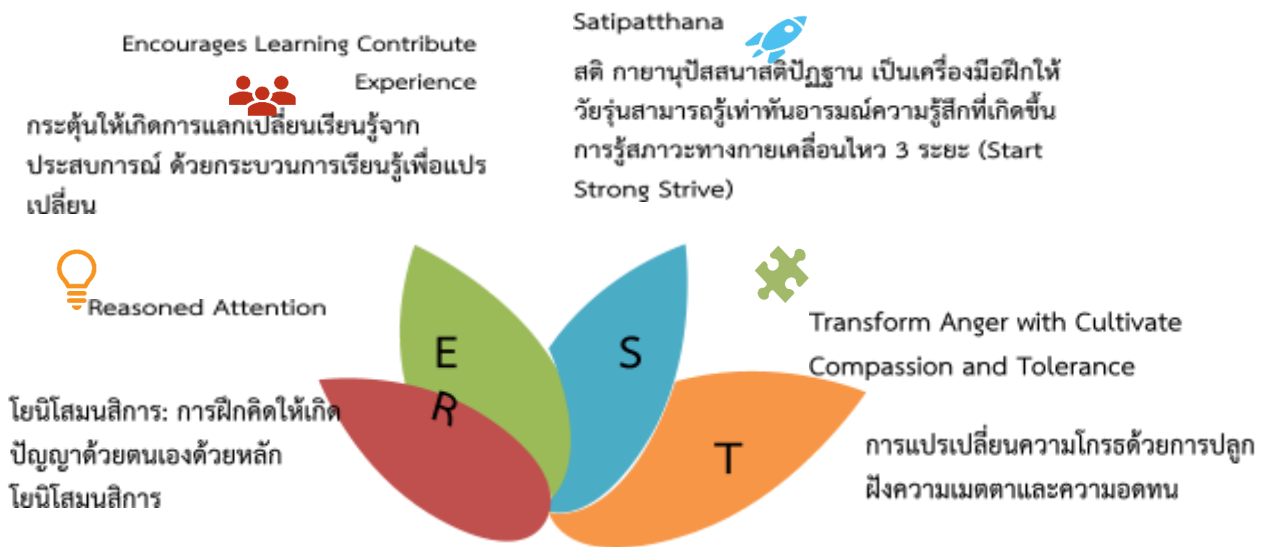 Encourages Learning Contribute
Experience
กระตุ้นให้เกิดการแลกเปลี่ยนเรียนรู้จาก
ประสบการณ์ ด้วยกระบวนการเรียนรู้เพื่อแปร
เปลี่ยน
Satipatthana
สติ กายานุปัสสนาสติปัฏฐาน เป็นเครื่องมือฝึกให้
วัยรุ่นสามารถรู้เท่าทันอารมณ์ความรู้สึกที่เกิดขึ้น
การรู้สภาวะทางกายเคลื่อนไหว 3 ระยะ (Start
Strong Strive)
Reasoned Attention
โยนิโสมนสิการ: การฝึกคิดให้เกิด
ปัญญาด้วยตนเองด้วยหลัก
โยนิโสมนสิการ
R
E
S
T
Transform Anger with Cultivate
Compassion and Tolerance
การแปรเปลี่ยนความโกรธด้วยการปลูก
ฝังความเมตตาและความอดทน